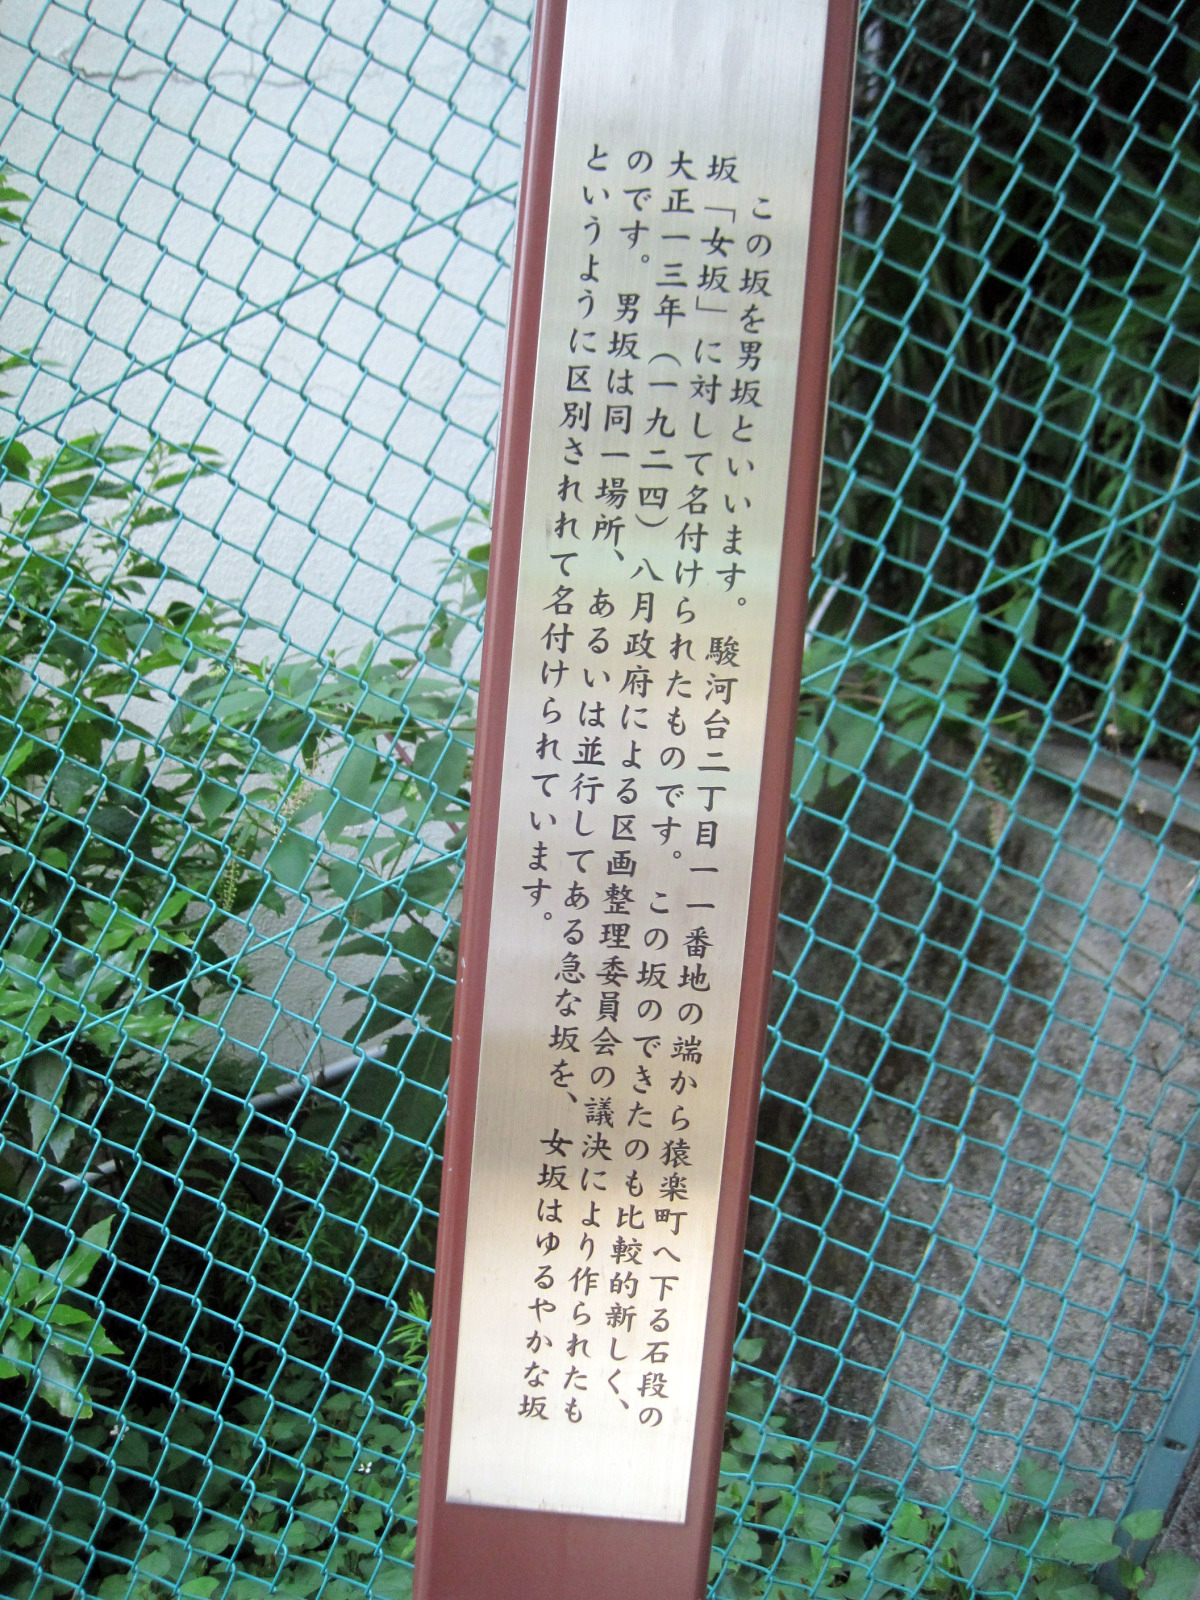 この坂を男坂といいます。駿河台二丁目一一番地の端から猿楽町へ下る石段の
坂「女坂」に対して名付けられたものです。この坂のできたのも比較的新しく、
大正一三年（一九二四）八月政府による区画整理委員会の議決により作られたも
のです。男坂は同一場所、あるいは並行してある急な坂を、女坂はゆるやかな坂
というように区別されれて名付けられています。